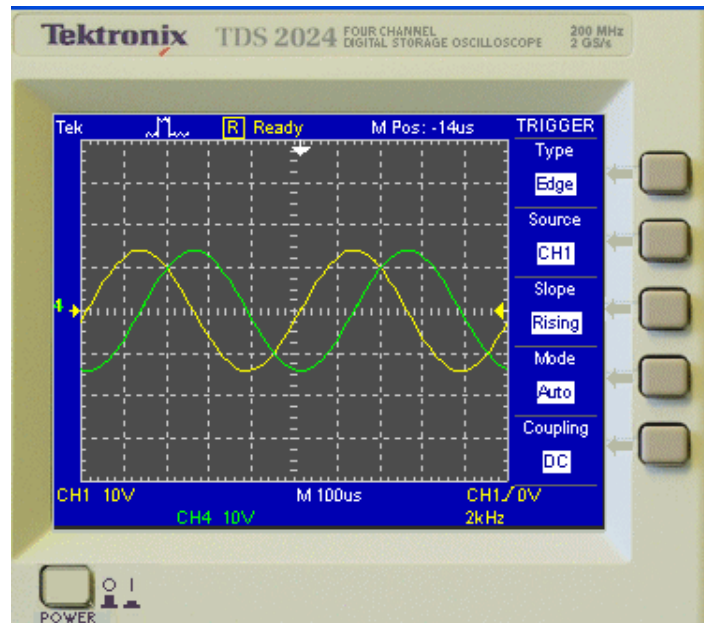 Tektronix TDS 2024 FOUR CHANNEL DIGITAL STORAGE OSCILLOSCOPE 200 MHz 2 GS/s
Tek R Ready M Pos: -14us TRIGGER
Type
Edge
Source
CH1
Slope
Rising
4
Mode
Auto
Coupling
DC
CH1 10V M 100us CH1 0V
CH4 10V 2kHz
O I
POWER